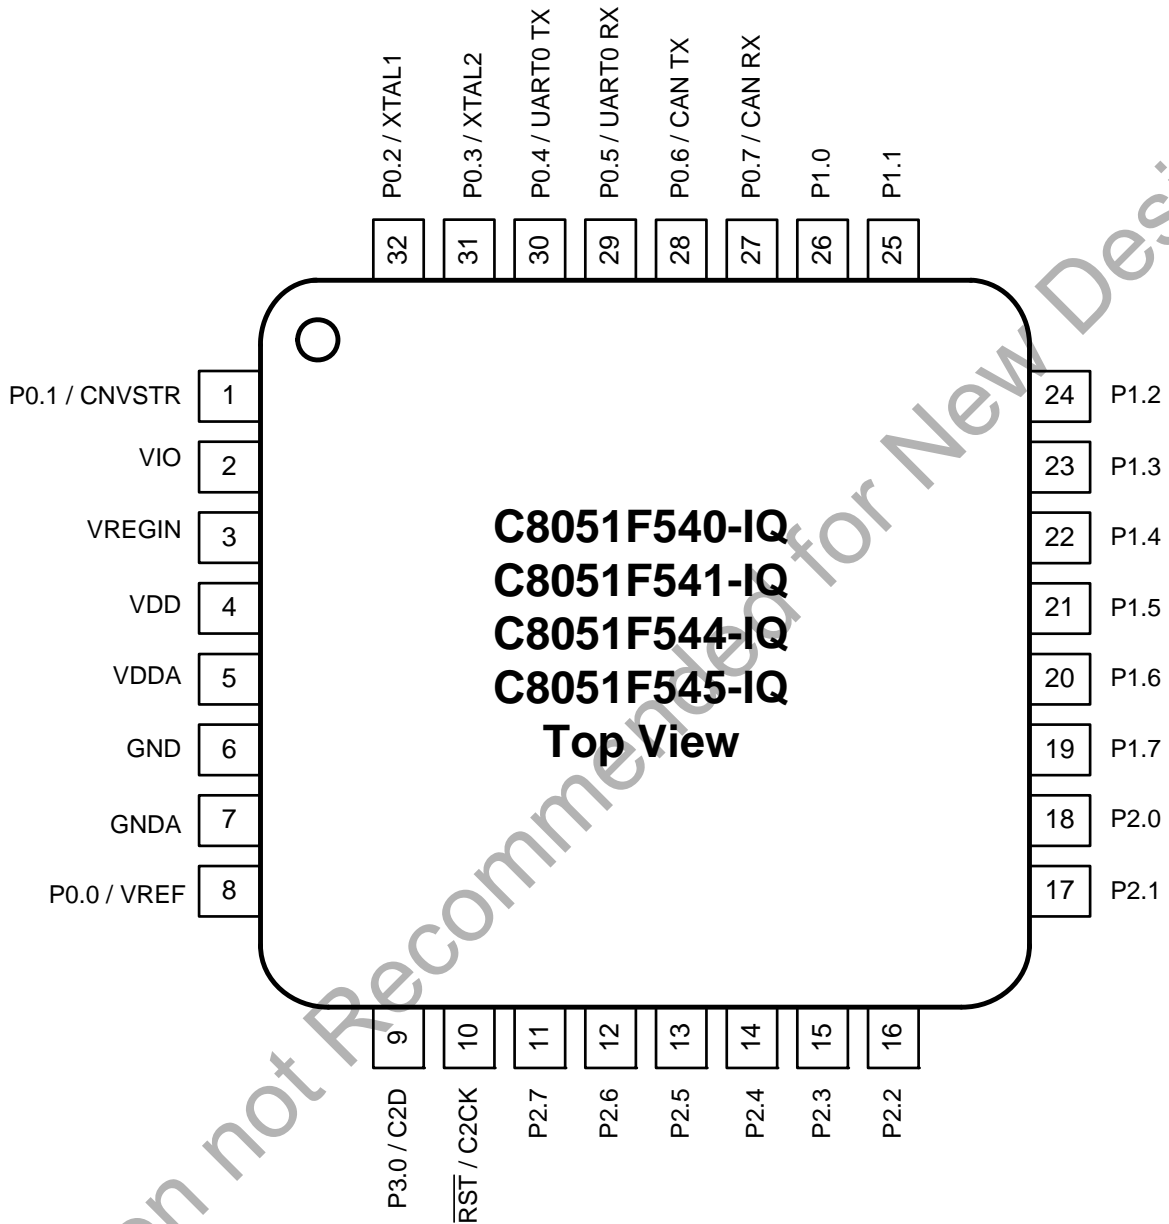 P0.2 / XTAL1
P0.3 / XTAL2
P0.4 / UART0 TX
P0.5 / UART0 RX
P0.6 / CAN TX
P0.7 / CAN RX
P1.0
P1.1
32
31
30
29
28
27
26
25
P0.1 / CNVSTR
1
VIO
2
VREGIN
3
VDD
4
VDDA
5
GND
6
GNDA
7
P0.0 / VREF
8
C8051F540-IQ
C8051F541-IQ
C8051F544-IQ
C8051F545-IQ
Top View
24
P1.2
23
P1.3
22
P1.4
21
P1.5
20
P1.6
19
P1.7
18
P2.0
17
P2.1
9
10
11
12
13
14
15
16
P3.0 / C2D
RST / C2CK
P2.7
P2.6
P2.5
P2.4
P2.3
P2.2
not Recommended for New